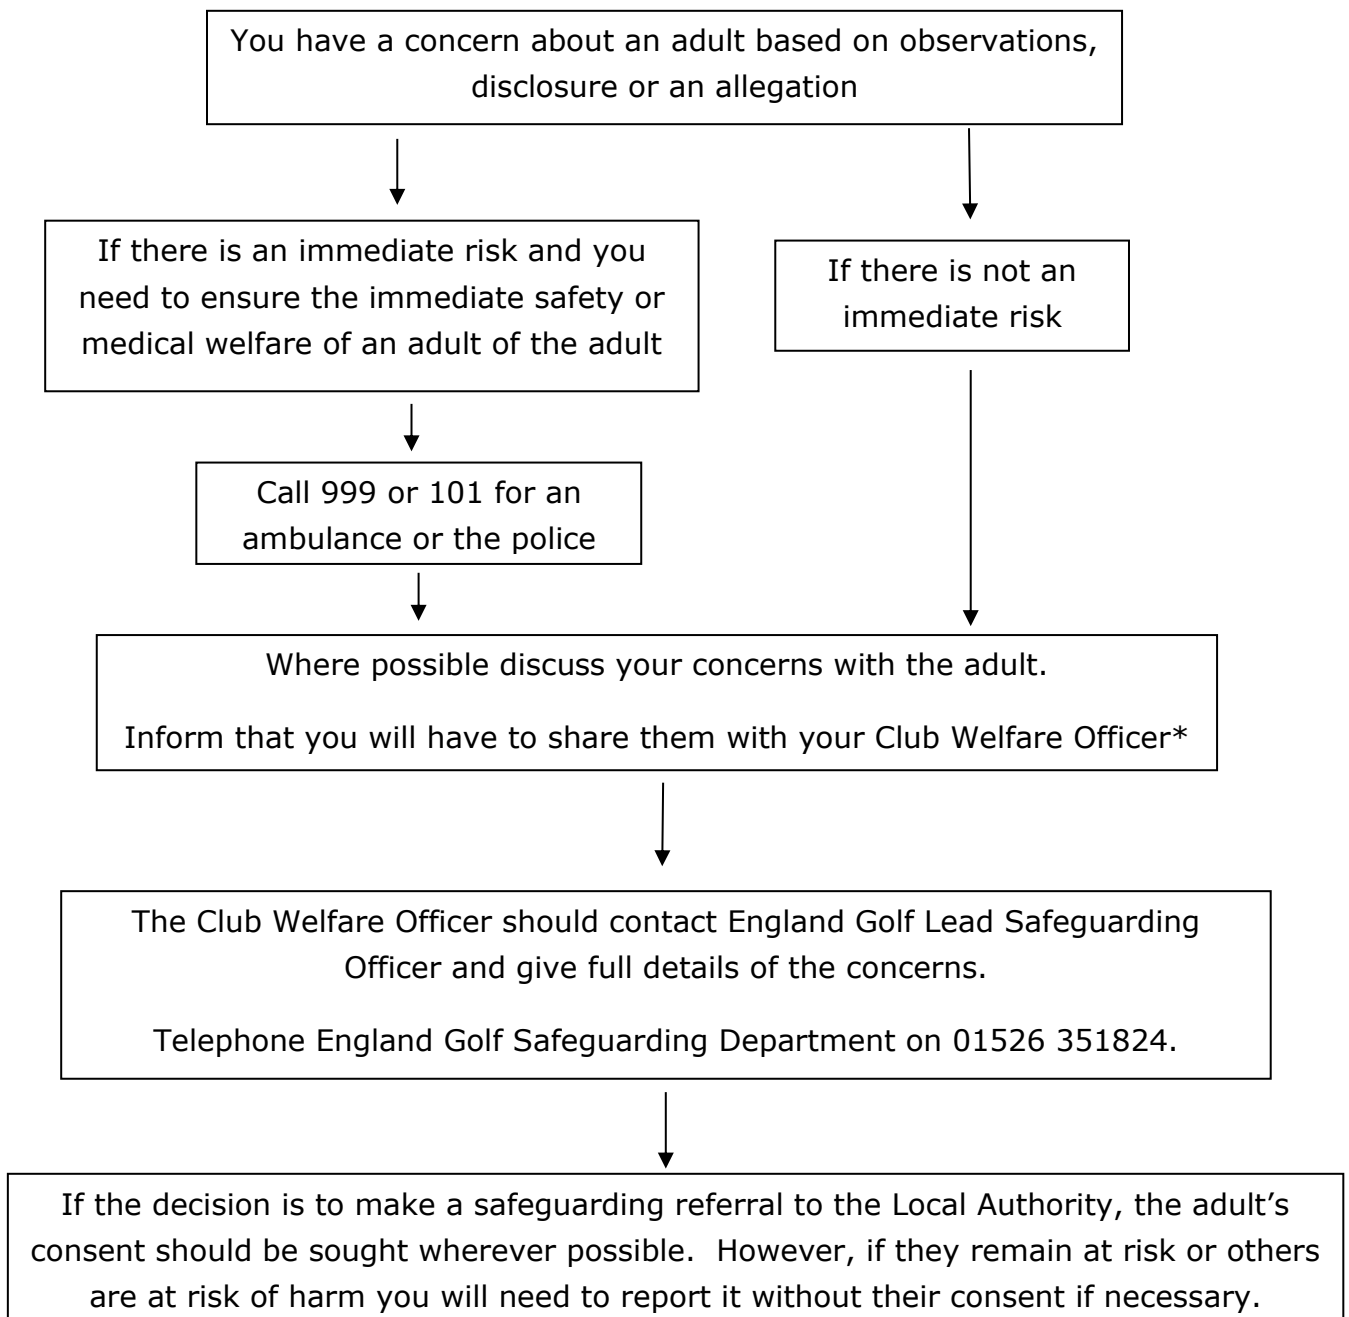 You have a concern about an adult based on observations,
disclosure or an allegation
If there is an immediate risk and you
need to ensure the immediate safety or
medical welfare of an adult of the adult
If there is not an
immediate risk
Call 999 or 101 for an
ambulance or the police
Where possible discuss your concerns with the adult.
Inform that you will have to share them with your Club Welfare Officer*
The Club Welfare Officer should contact England Golf Lead Safeguarding
Officer and give full details of the concerns.
Telephone England Golf Safeguarding Department on 01526 351824.
If the decision is to make a safeguarding referral to the Local Authority, the adult’s
consent should be sought wherever possible.  However, if they remain at risk or others
are at risk of harm you will need to report it without their consent if necessary.